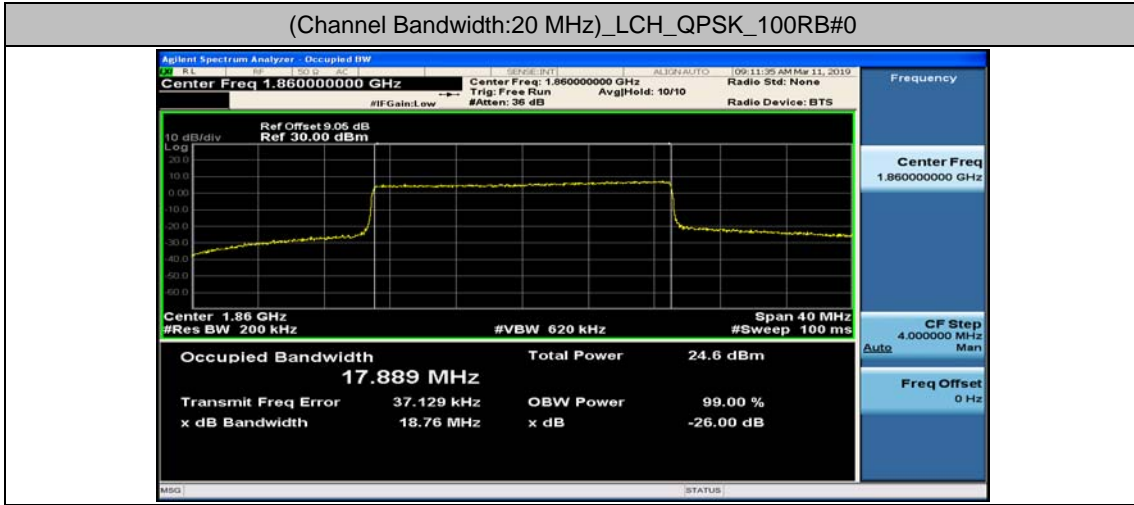 (Channel Bandwidth:20 MHz)_LCH_QPSK_100RB#0
Agilent Spectrum Analyzer - Occupied BW
RL RF 50 Ω AC SENSE:INT ALIGN AUTO 09:11:35 AM Mar 11, 2019
Center Freq 1.860000000 GHz Center Freq: 1.860000000 GHz Radio Std: None Frequency
Trig: Free Run Avg|Hold: 10/10
#IFGain:Low #Atten: 36 dB Radio Device: BTS
Ref Offset 9.05 dB
10 dB/div Ref 30.00 dBm
Log
20.0
10.0
0.00
-10.0
-20.0
-30.0
-40.0
-50.0
-60.0
Center Freq
1.860000000 GHz
Center 1.86 GHz Span 40 MHz
#Res BW 200 kHz #VBW 620 kHz #Sweep 100 ms
CF Step
4.000000 MHz
Auto Man
Occupied Bandwidth Total Power 24.6 dBm
17.889 MHz
Transmit Freq Error 37.129 kHz OBW Power 99.00 %
x dB Bandwidth 18.76 MHz x dB -26.00 dB
Freq Offset
0 Hz
MSG STATUS